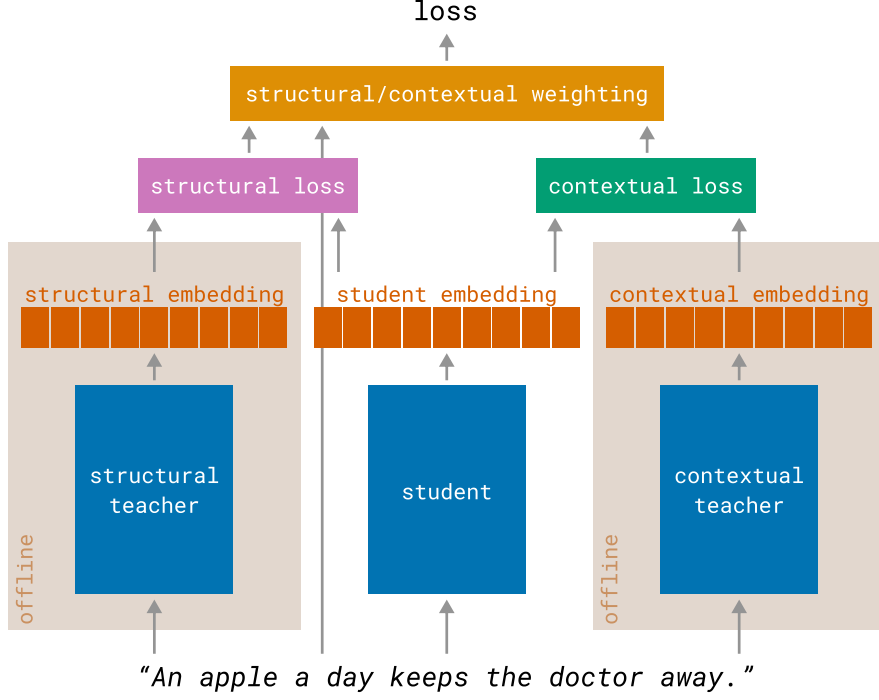 loss
structural/contextual weighting
structural loss
contextual loss
structural embedding
student embedding
contextual embedding
structural
teacher
student
contextual
teacher
offline
offline
“An apple a day keeps the doctor away.”